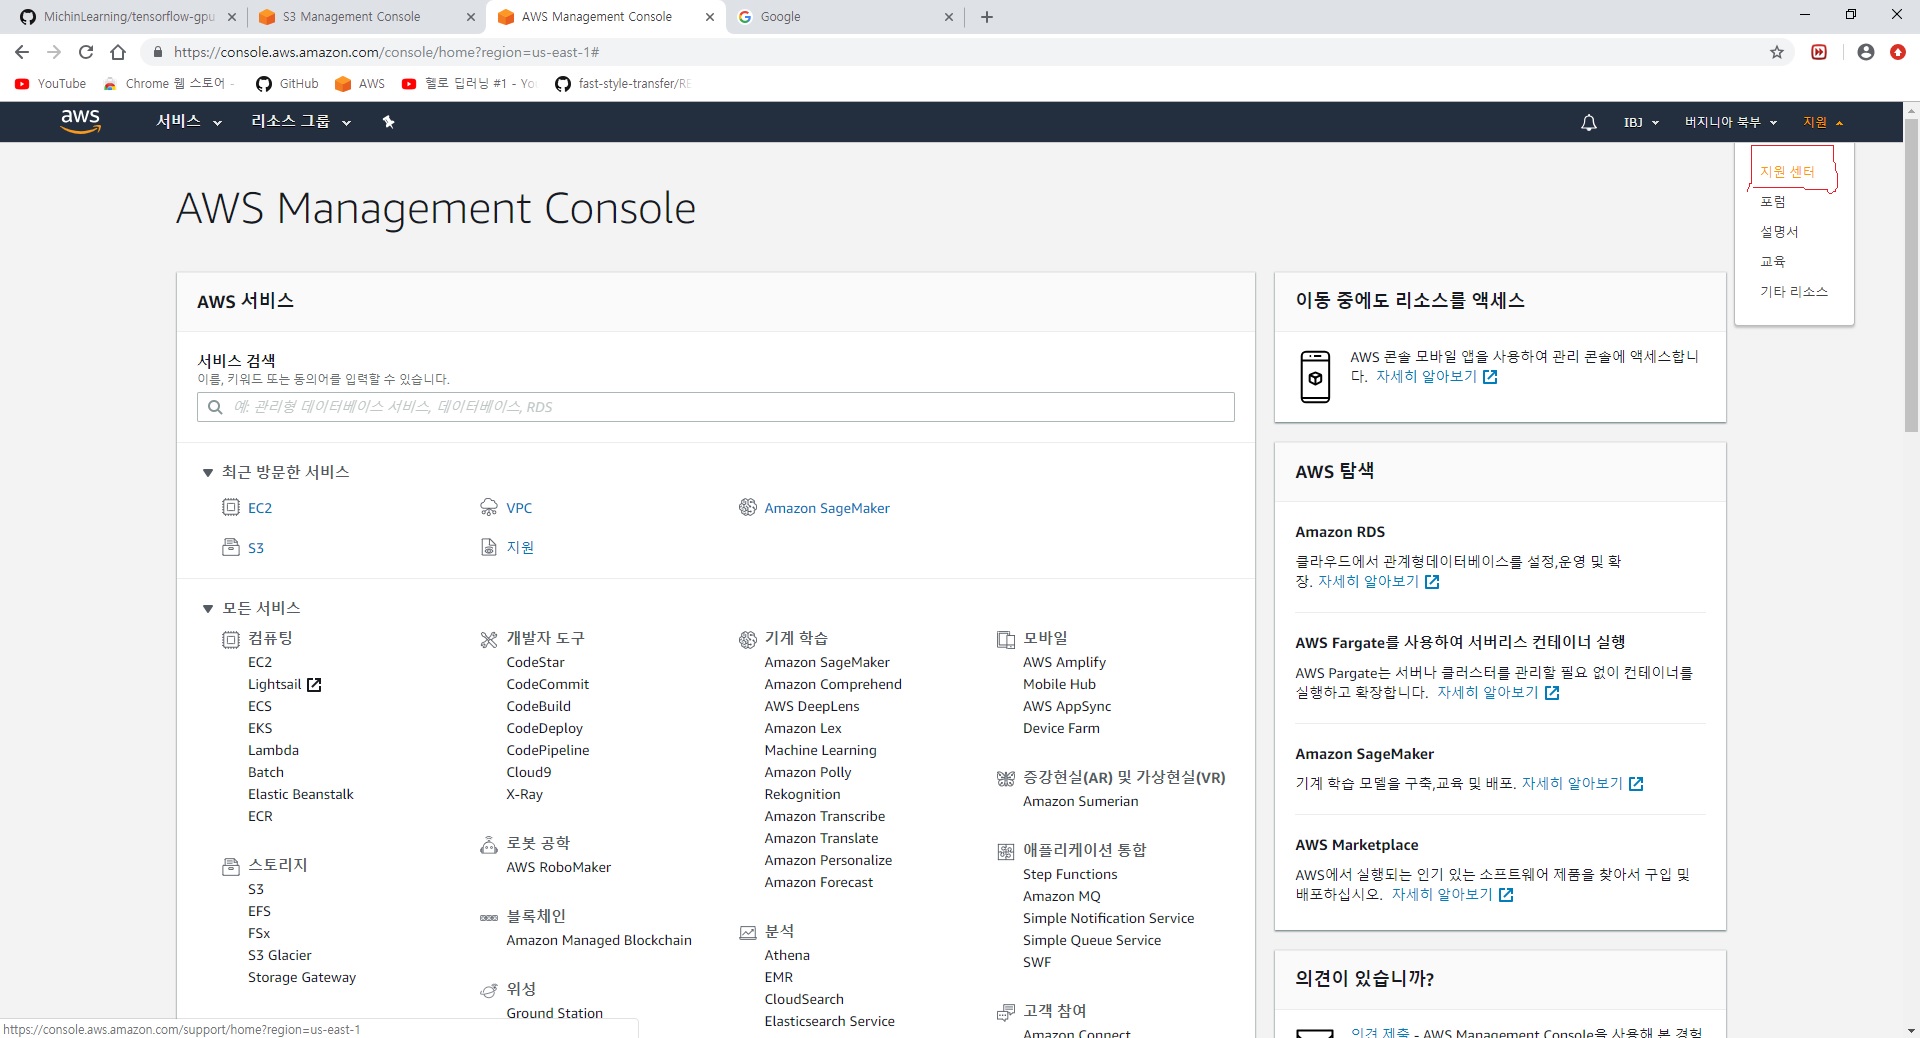 MichinLearning/tensorflow-gpu
S3 Management Console
AWS Management Console
Google
https://console.aws.amazon.com/console/home?region=us-east-1#
YouTube
Chrome 웹 스토어 -
GitHub
AWS
헬로 딥러닝 #1 - Yo
fast-style-transfer/RE
aws
서비스
리소스 그룹
IBJ
버지니아 북부
지원
지원 센터
포럼
설명서
교육
기타 리소스
AWS Management Console
AWS 서비스
서비스 검색
이름, 키워드 또는 동의어를 입력할 수 있습니다.
예: 관리형 데이터베이스 서비스, 데이터베이스, RDS
최근 방문한 서비스
EC2
VPC
Amazon SageMaker
S3
지원
모든 서비스
컴퓨팅
EC2
Lightsail
ECS
EKS
Lambda
Batch
Elastic Beanstalk
ECR
스토리지
S3
EFS
FSx
S3 Glacier
Storage Gateway
개발자 도구
CodeStar
CodeCommit
CodeBuild
CodeDeploy
CodePipeline
Cloud9
X-Ray
로봇 공학
AWS RoboMaker
블록체인
Amazon Managed Blockchain
위성
Ground Station
기계 학습
Amazon SageMaker
Amazon Comprehend
AWS DeepLens
Amazon Lex
Machine Learning
Amazon Polly
Rekognition
Amazon Transcribe
Amazon Translate
Amazon Personalize
Amazon Forecast
분석
Athena
EMR
CloudSearch
Elasticsearch Service
모바일
AWS Amplify
Mobile Hub
AWS AppSync
Device Farm
증강현실(AR) 및 가상현실(VR)
Amazon Sumerian
애플리케이션 통합
Step Functions
Amazon MQ
Simple Notification Service
Simple Queue Service
SWF
고객 참여
Amazon Connect
이동 중에도 리소스를 액세스
AWS 콘솔 모바일 앱을 사용하여 관리 콘솔에 액세스합니
다. 자세히 알아보기
AWS 탐색
Amazon RDS
클라우드에서 관계형데이터베이스를 설정,운영 및 확
장. 자세히 알아보기
AWS Fargate를 사용하여 서버리스 컨테이너 실행
AWS Pargate는 서버나 클러스터를 관리할 필요 없이 컨테이너를
실행하고 확장합니다. 자세히 알아보기
Amazon SageMaker
기계 학습 모델을 구축,교육 및 배포. 자세히 알아보기
AWS Marketplace
AWS에서 실행되는 인기 있는 소프트웨어 제품을 찾아서 구입 및
배포하십시오. 자세히 알아보기
의견이 있습니까?
의견 제출 - AWS Management Console을 사용해 본 경험
https://console.aws.amazon.com/support/home?region=us-east-1